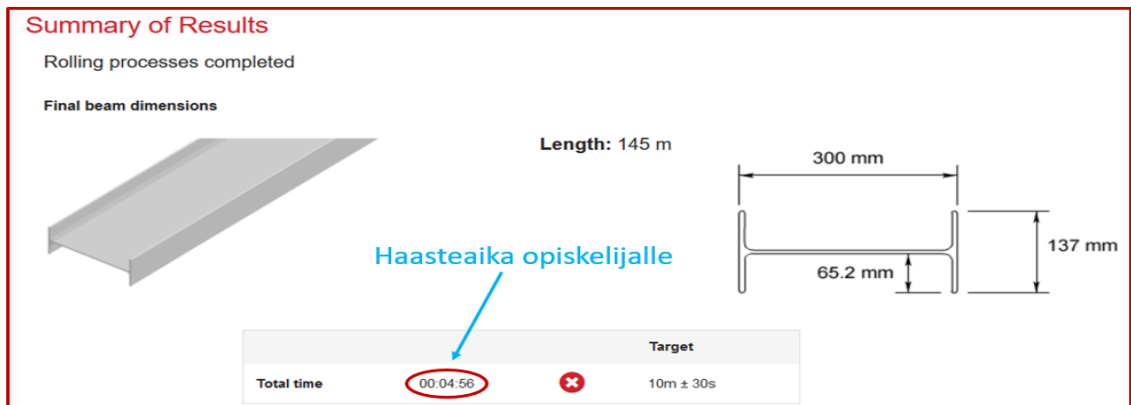 Summary of Results
Rolling processes completed
Final beam dimensions
Length: 145 m
300 mm
137 mm
65.2 mm
Haasteaika opiskelijalle
Target
Total time 00:04:56 10m ± 30s